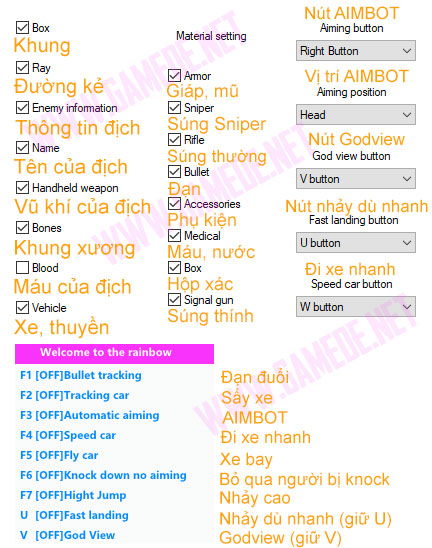 Box
Khung
Ray
Đường kẻ
Enemy infomation
Thông tin địch
Name
Tên của địch
Handheld weapon
Vũ khí của địch
Bones
Khung xương
Blood
Máu của địch
Vehicle
Xe, thuyền
Material setting
Armor
Giáp, mũ
Sniper
Súng Sniper
Rifle
Súng thường
Bullet
Đạn
Accessories
Phụ kiện
Medical
Máu, nước
Box
Hộp xác
Signal gun
Súng thính
Nút AIMBOT
Aiming button
Right Button
Vị trí AIMBOT
Aiming position
Head
Nút Godview
God view button
V button
Nút nhảy dù nhanh
Fast landing button
U button
Đi xe nhanh
Speed car button
W button
Welcome to the rainbow
F1 [OFF]Bullet tracking Đạn đuổi
F2 [OFF]Tracking car Sấy xe
F3 [OFF]Automatic aiming AIMBOT
F4 [OFF]Speed car Đi xe nhanh
F5 [OFF]Fly car Xe bay
F6 [OFF]Knock down no aiming Bỏ qua người bị knock
F7 [OFF]Hight Jump Nhảy cao
U [OFF]Fast landing Nhảy dù nhanh (giữ U)
V [OFF]God View Godview (giữ V)
WWW.GAMEDE.NET
WWW.GAMEDE.NET